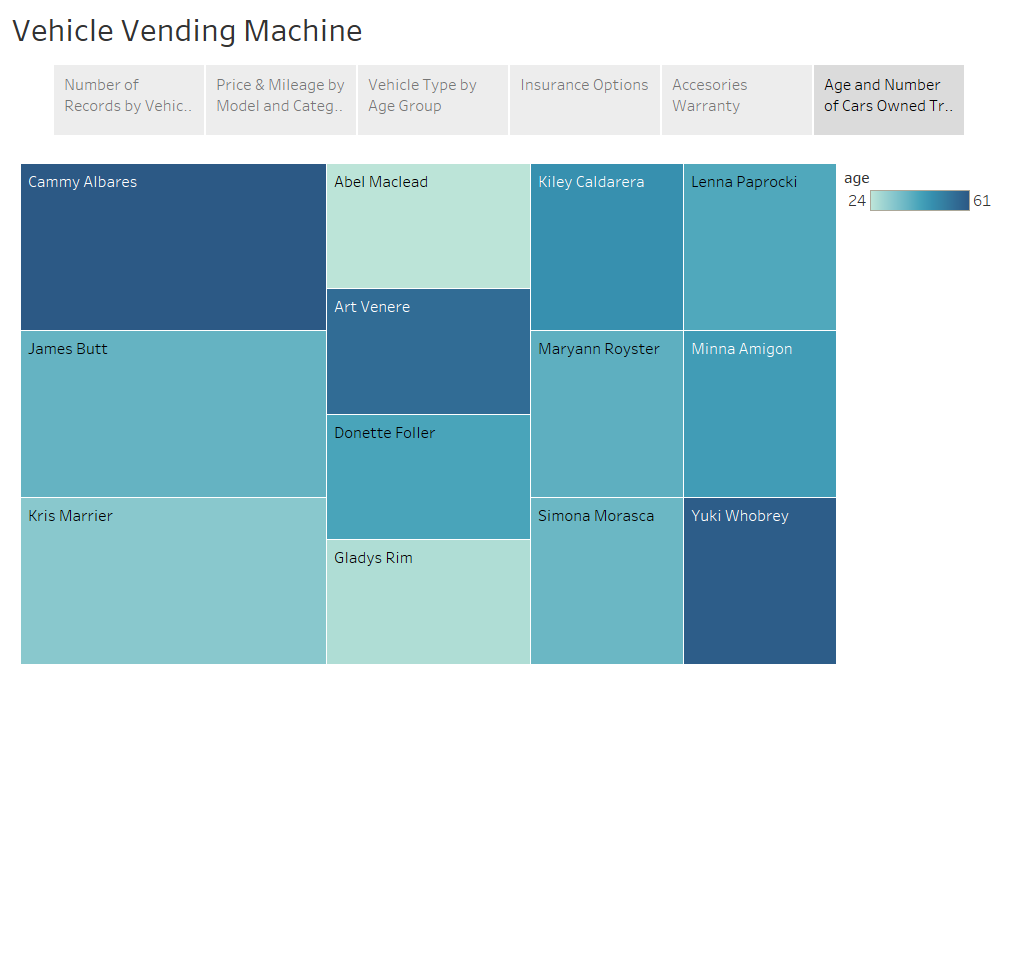 Vehicle Vending Machine
Number of
Records by Vehic..
Price & Mileage by
Model and Categ..
Vehicle Type by
Age Group
Insurance Options
Accesories
Warranty
Age and Number
of Cars Owned Tr..
Cammy Albares
James Butt
Kris Marrier
Abel Maclead
Art Venere
Donette Foller
Gladys Rim
Kiley Caldarera
Maryann Royster
Simona Morasca
Lenna Paprocki
Minna Amigon
Yuki Whobrey
age
24 61